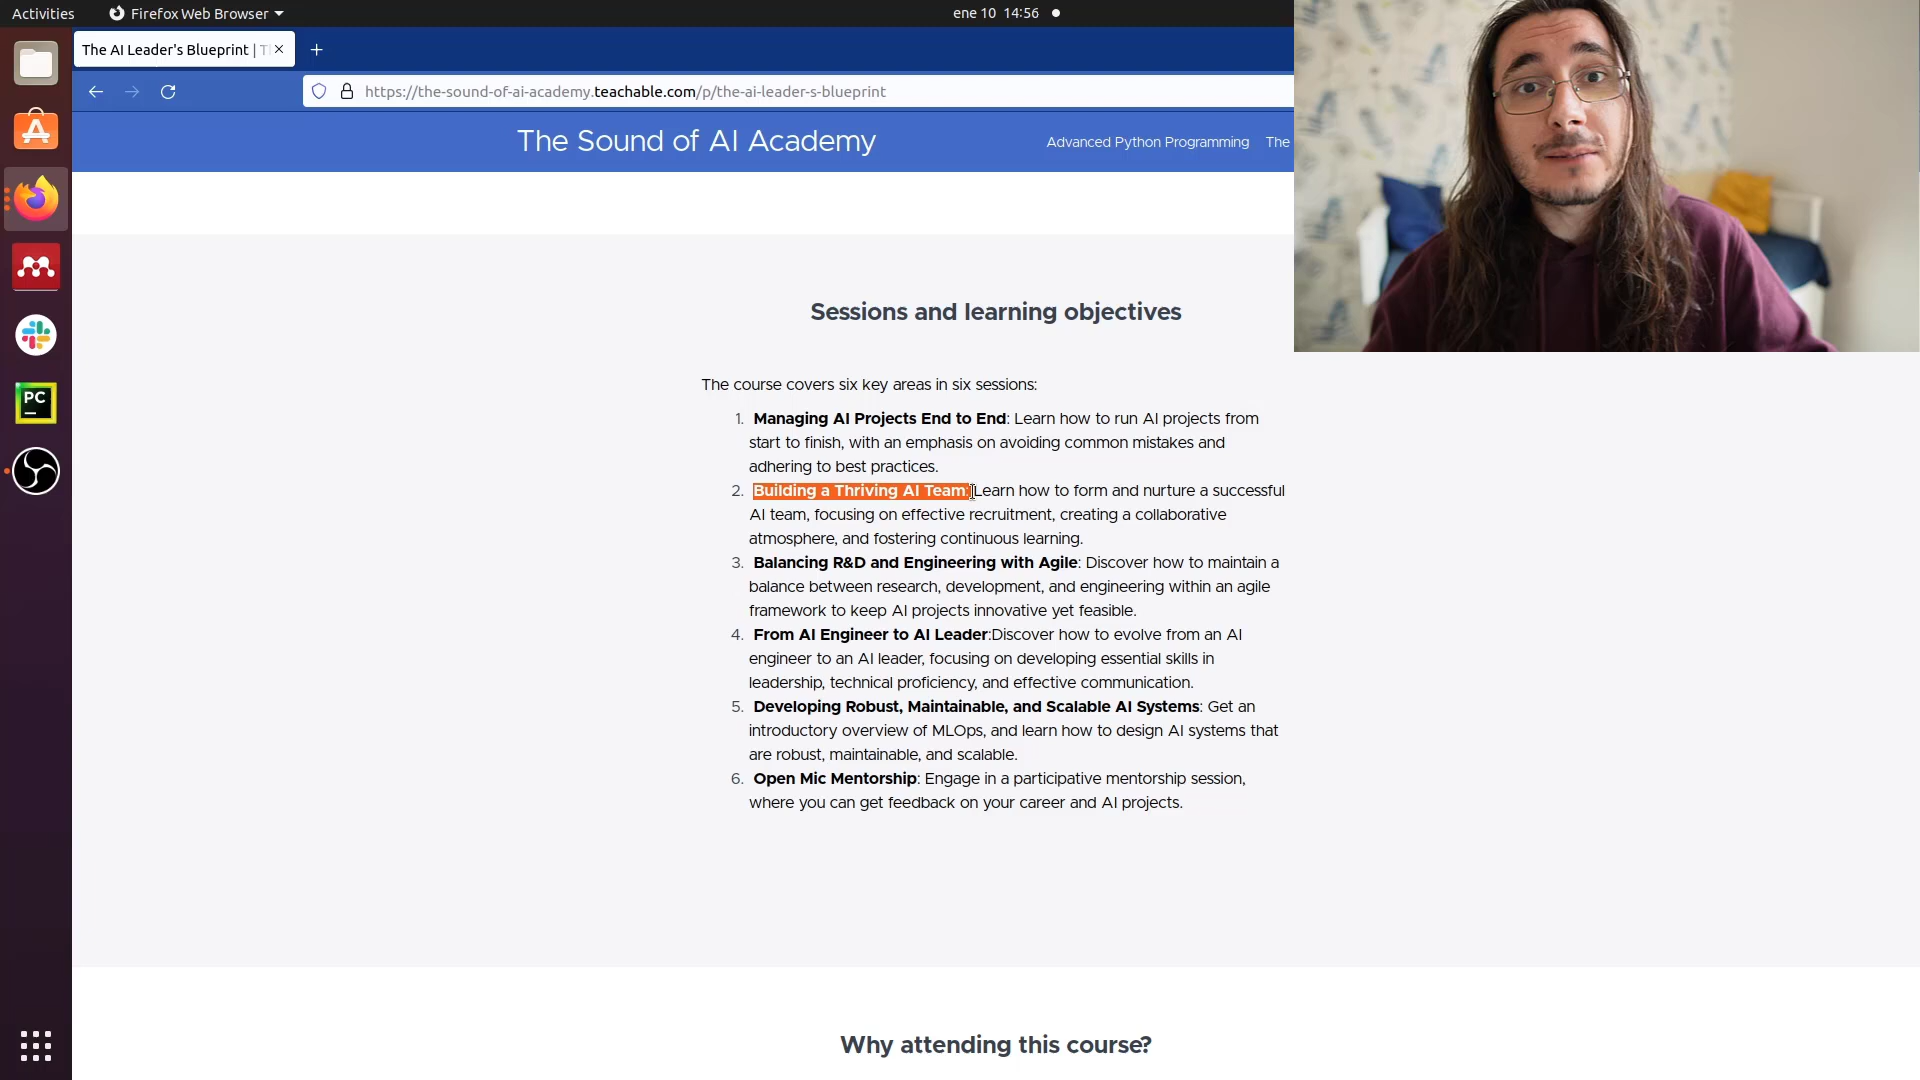 Activities
Firefox Web Browser
ene 10 14:56
The AI Leader's Blueprint | T
https://the-sound-of-ai-academy.teachable.com/p/the-ai-leader-s-blueprint
The Sound of AI Academy
Advanced Python Programming
The
Sessions and learning objectives
The course covers six key areas in six sessions:
1. Managing AI Projects End to End: Learn how to run AI projects from
start to finish, with an emphasis on avoiding common mistakes and
adhering to best practices.
2. Building a Thriving AI Team: Learn how to form and nurture a successful
AI team, focusing on effective recruitment, creating a collaborative
atmosphere, and fostering continuous learning.
3. Balancing R&D and Engineering with Agile: Discover how to maintain a
balance between research, development, and engineering within an agile
framework to keep AI projects innovative yet feasible.
4. From AI Engineer to AI Leader:Discover how to evolve from an AI
engineer to an AI leader, focusing on developing essential skills in
leadership, technical proficiency, and effective communication.
5. Developing Robust, Maintainable, and Scalable AI Systems: Get an
introductory overview of MLOps, and learn how to design AI systems that
are robust, maintainable, and scalable.
6. Open Mic Mentorship: Engage in a participative mentorship session,
where you can get feedback on your career and AI projects.
Why attending this course?
PC